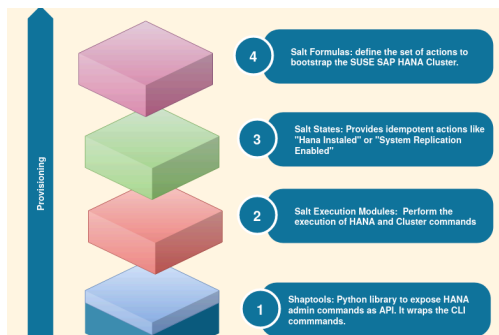 4
Salt Formulas: define the set of actions to
bootstrap the SUSE SAP HANA Cluster.
3
Salt States: Provides idempotent actions like
"Hana Instaled" or "System Replication
Enabled"
Provisioning
2
Salt Execution Modules: Perform the
execution of HANA and Cluster commands
1
Shaptools: Python library to expose HANA
admin commands as API. It wraps the CLI
commmands.